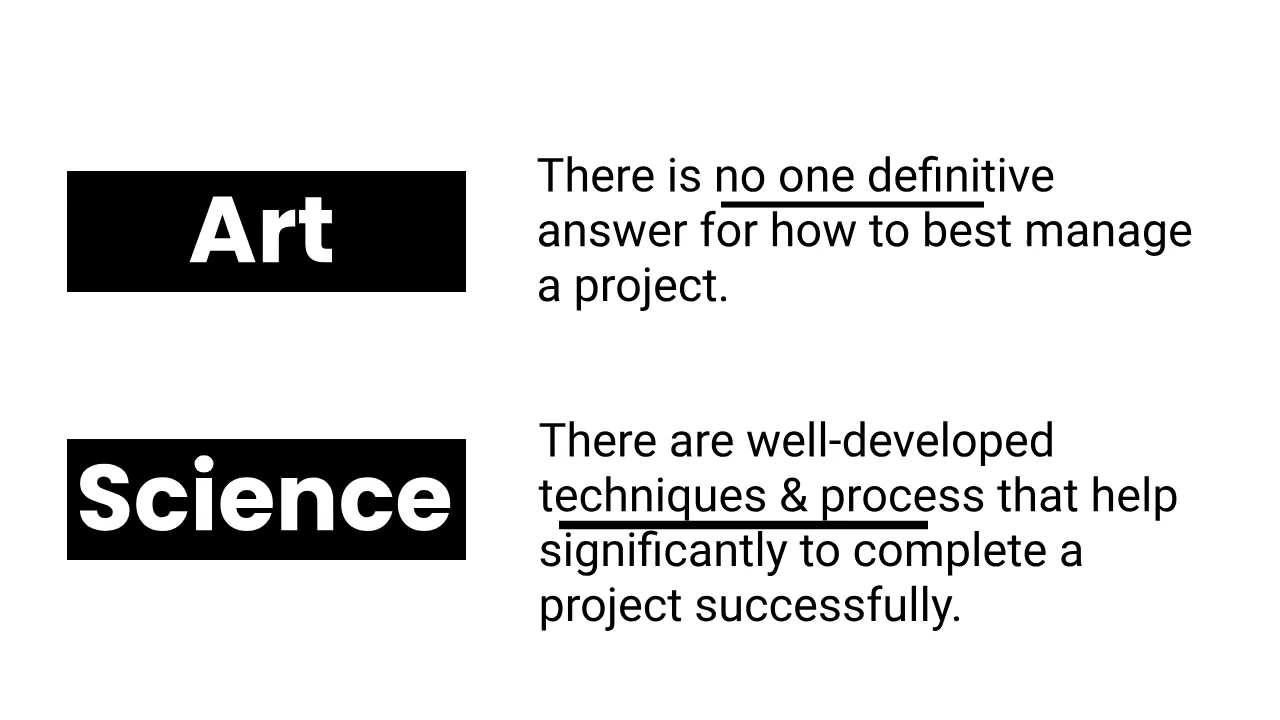 Art
There is no one definitive
answer for how to best manage
a project.
Science
There are well-developed
techniques & process that help
significantly to complete a
project successfully.